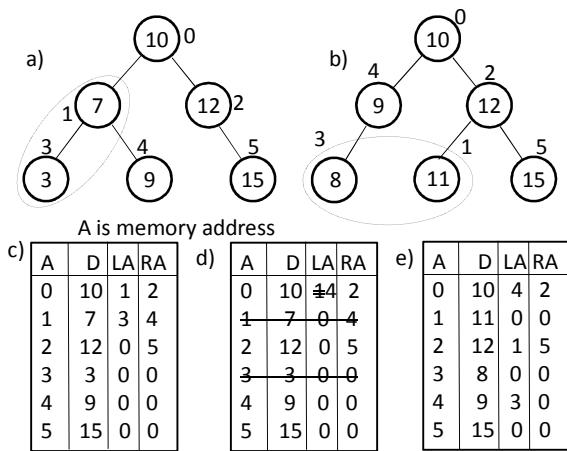 10 0
a)
7
1
12 2
3
3
4
9
5
15
10 0
b)
4
9
2
12
3
8
1
11
5
15
A is memory address
c)
A D LA RA
0 10 1 2
1 7 3 4
2 12 0 5
3 3 0 0
4 9 0 0
5 15 0 0
d)
A D LA RA
0 10 14 2
1 7 0 4
2 12 0 5
3 3 0 0
4 9 0 0
5 15 0 0
e)
A D LA RA
0 10 4 2
1 11 0 0
2 12 1 5
3 8 0 0
4 9 3 0
5 15 0 0